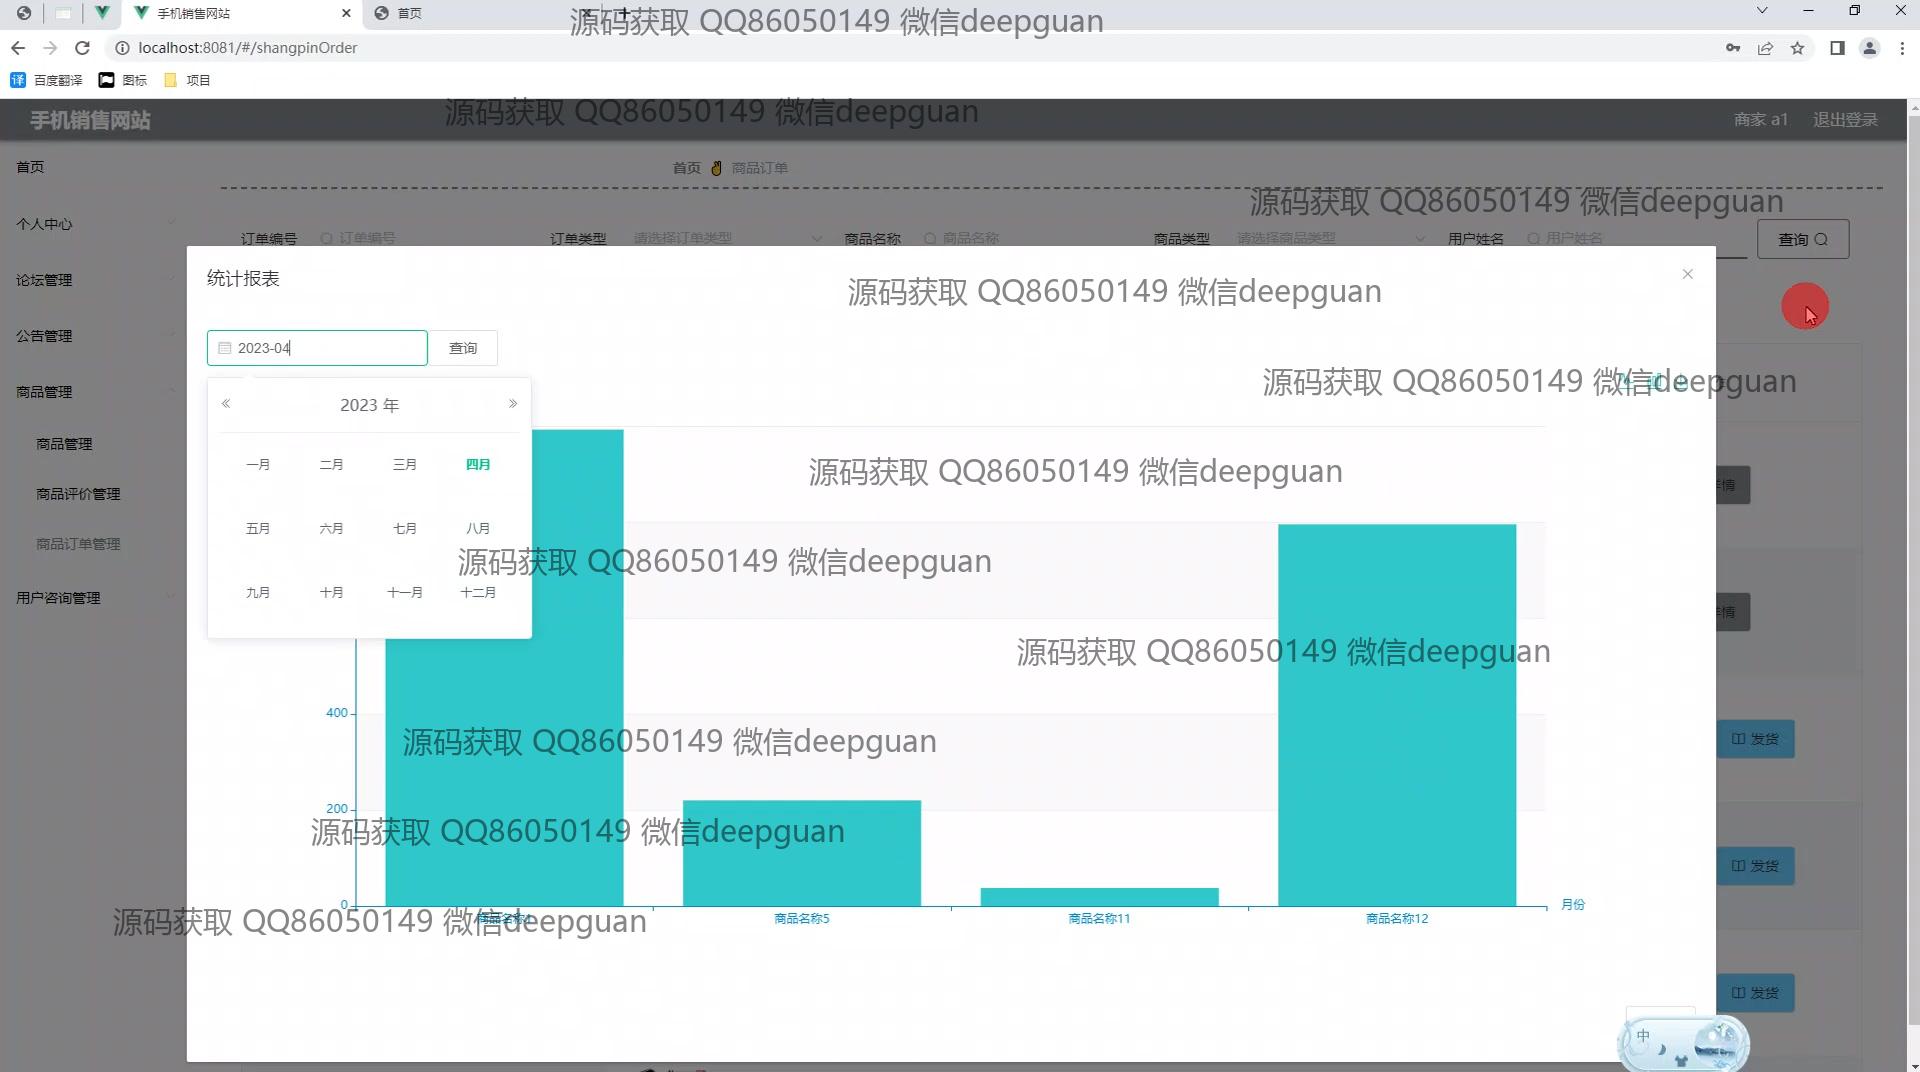 手机销售网站
首页
源码获取 QQ86050149 微信deepguan
localhost:8081/#/shangpinOrder
百度翻译
图标
项目
手机销售网站
源码获取 QQ86050149 微信deepguan
商家 a1
退出登录
首页
首页
商品订单
源码获取 QQ86050149 微信deepguan
个人中心
订单编号
订单编号
订单类型
请选择订单类型
商品名称
商品名称
商品类型
请选择商品类型
用户姓名
用户姓名
查询
论坛管理
统计报表
源码获取 QQ86050149 微信deepguan
公告管理
2023-04
查询
源码获取 QQ86050149 微信deepguan
商品管理
2023 年
商品管理
一月
二月
三月
四月
源码获取 QQ86050149 微信deepguan
商品评价管理
五月
六月
七月
八月
商品订单管理
源码获取 QQ86050149 微信deepguan
用户咨询管理
九月
十月
十一月
十二月
源码获取 QQ86050149 微信deepguan
400
源码获取 QQ86050149 微信deepguan
发货
200
源码获取 QQ86050149 微信deepguan
发货
0
月份
源码获取 QQ86050149 微信deepguan
商品名称5
商品名称11
商品名称12
发货
中